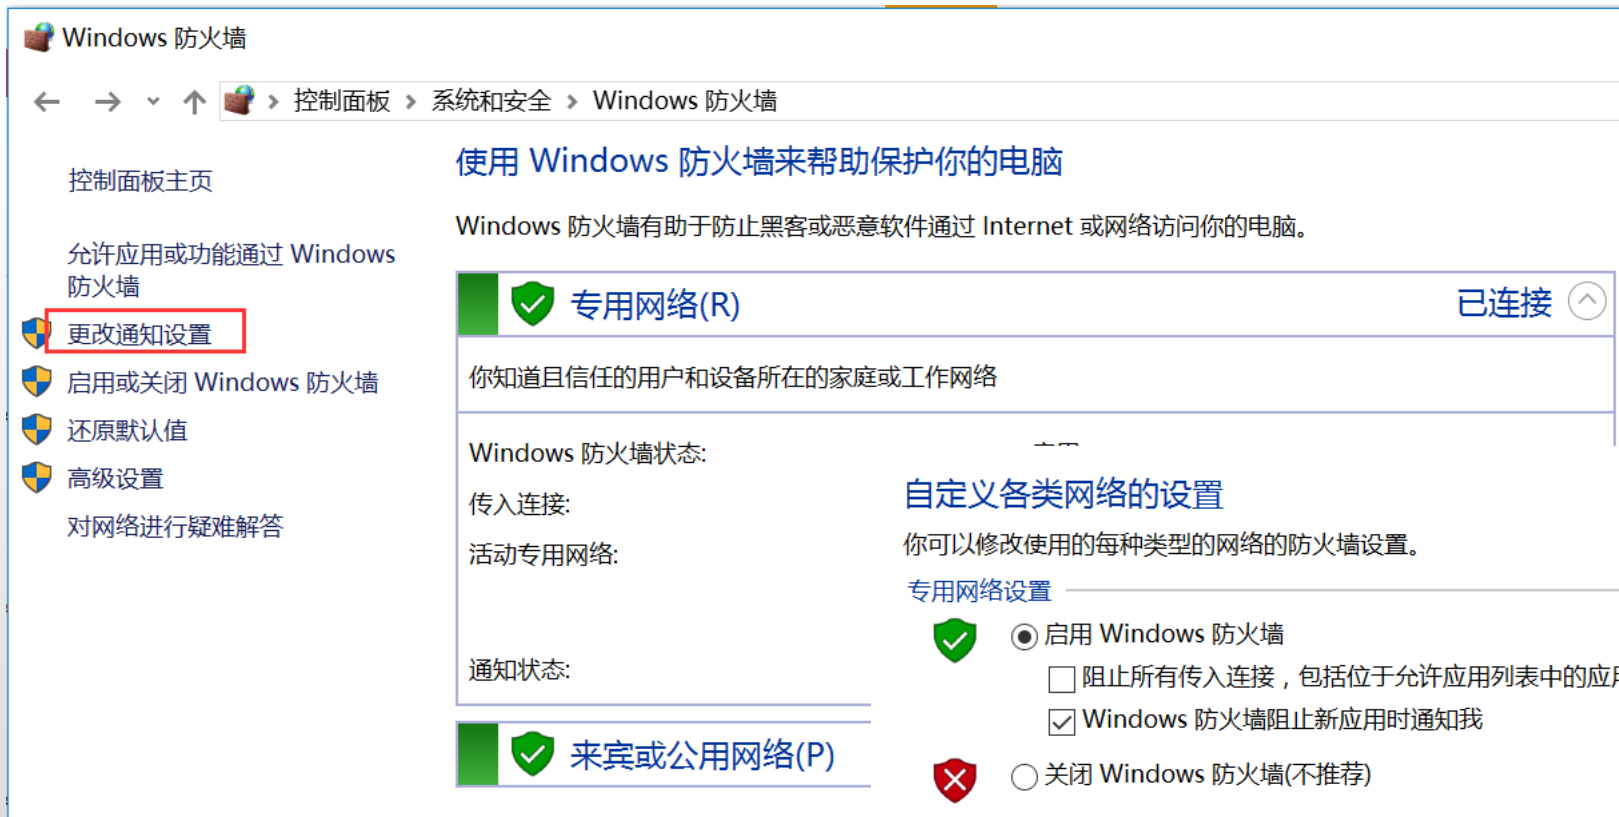 Windows 防火墙
控制面板 系统和安全 Windows 防火墙
控制面板主页
允许应用或功能通过 Windows
防火墙
更改通知设置
启用或关闭 Windows 防火墙
还原默认值
高级设置
对网络进行疑难解答
使用 Windows 防火墙来帮助保护你的电脑
Windows 防火墙有助于防止黑客或恶意软件通过 Internet 或网络访问你的电脑。
专用网络(R) 已连接
你知道且信任的用户和设备所在的家庭或工作网络
Windows 防火墙状态:
传入连接:
活动专用网络:
通知状态:
来宾或公用网络(P)
自定义各类网络的设置
你可以修改使用的每种类型的网络的防火墙设置。
专用网络设置
启用 Windows 防火墙
阻止所有传入连接，包括位于允许应用列表中的应
Windows 防火墙阻止新应用时通知我
关闭 Windows 防火墙(不推荐)